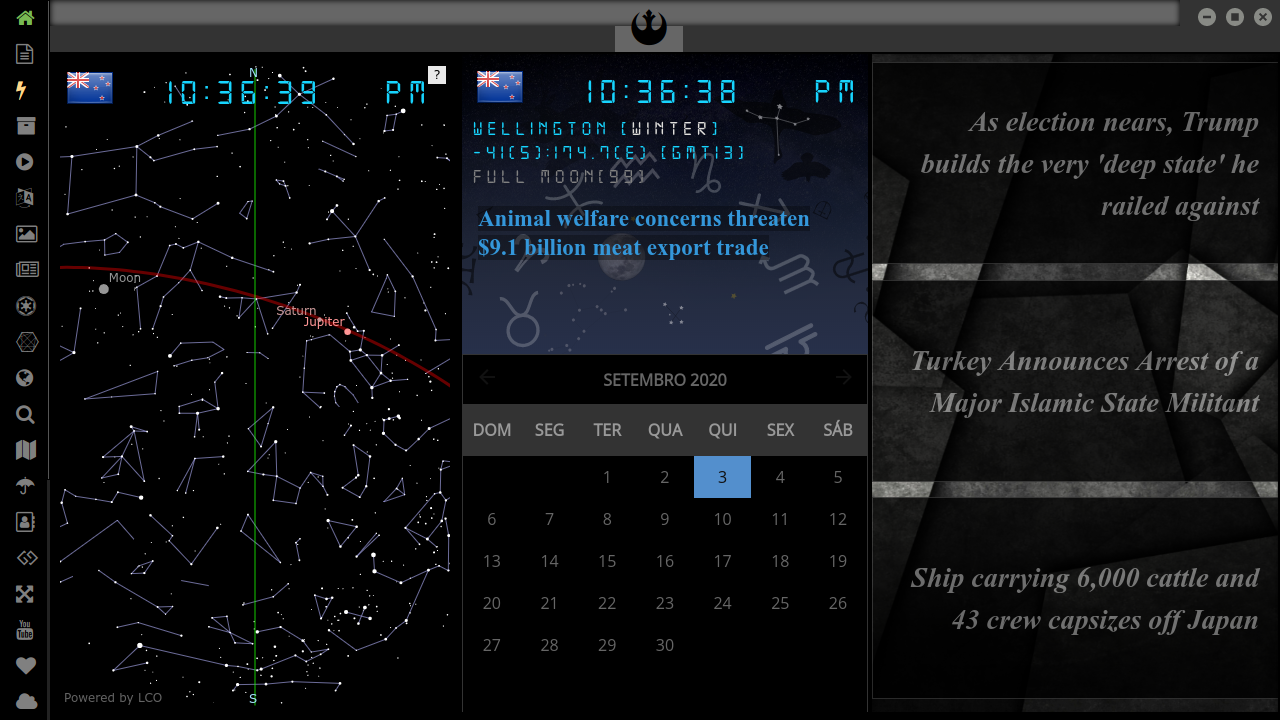 N
10:36:39 PM
?
Moon
Saturn
Jupiter
S
Powered by LCO
You
Tube
10:36:38 PM
WELLINGTON [WINTER]
-41(S):174.7(E) [GMT13]
FULL MOON(99)
Animal welfare concerns threaten
$9.1 billion meat export trade
SETEMBRO 2020
DOM SEG TER QUA QUI SEX SÁB
1 2 3 4 5
6 7 8 9 10 11 12
13 14 15 16 17 18 19
20 21 22 23 24 25 26
27 28 29 30
As election nears, Trump
builds the very 'deep state' he
railed against
Turkey Announces Arrest of a
Major Islamic State Militant
Ship carrying 6,000 cattle and
43 crew capsizes off Japan